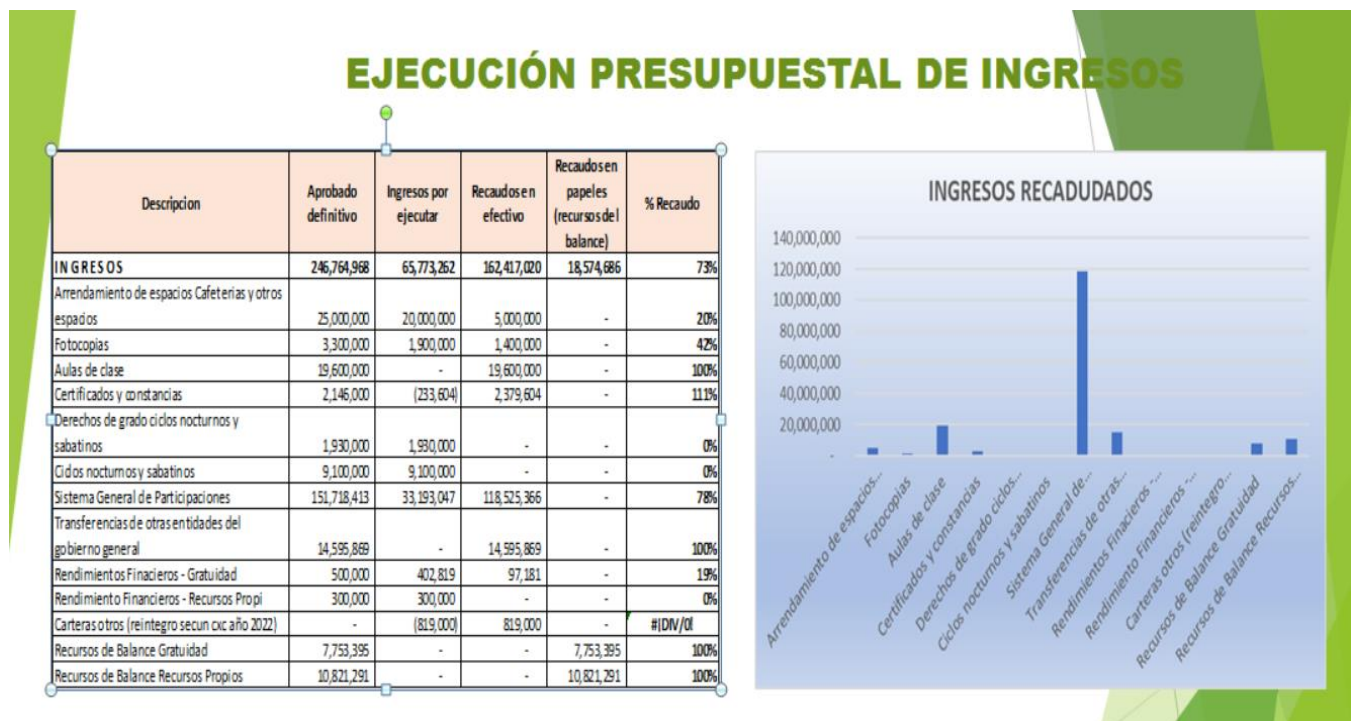 EJECUCIÓN PRESUPUESTAL DE INGRESOS
Descripcion Aprobado definitivo Ingresos por ejecutar Recaudos en efectivo Recaudos en papeles (recursos del balance) % Recaudo
INGRESOS 246,764,968 65,773,262 162,417,020 18,574,686 73%
Arrendamiento de espacios Cafeterias y otros
espacios 25,000,000 20,000,000 5,000,000 - 20%
Fotocopias 3,300,000 1,900,000 1,400,000 - 42%
Aulas de clase 19,600,000 - 19,600,000 - 100%
Certificados y constancias 2,146,000 (233,604) 2,379,604 - 111%
Derechos de grado ciclos nocturnos y
sabatinos 1,930,000 1,930,000 - - 0%
Ciclos nocturnos y sabatinos 9,100,000 9,100,000 - - 0%
Sistema General de Participaciones 151,718,413 33,193,047 118,525,366 - 78%
Transferencias de otras entidades del
gobierno general 14,595,869 - 14,595,869 - 100%
Rendimientos Finacieros - Gratuidad 500,000 402,819 97,181 - 19%
Rendimiento Financieros - Recursos Propi 300,000 300,000 - - 0%
Carteras otros (reintegro secun cxc año 2022) - (819,000) 819,000 - #¡DIV/0!
Recursos de Balance Gratuidad 7,753,395 - - 7,753,395 100%
Recursos de Balance Recursos Propios 10,821,291 - - 10,821,291 100%
INGRESOS RECADUDADOS
140,000,000
120,000,000
100,000,000
80,000,000
60,000,000
40,000,000
20,000,000
-
Arrendamiento de espacios...
Fotocopias
Aulas de clase
Certificados y constancias
Derechos de grado ciclos...
Ciclos nocturnos y sabatinos
Sistema General de...
Transferencias de otras...
Rendimientos Finacieros -...
Rendimiento Financieros -...
Carteras otros (reintegro...
Recursos de Balance Gratuidad
Recursos de Balance Recursos...